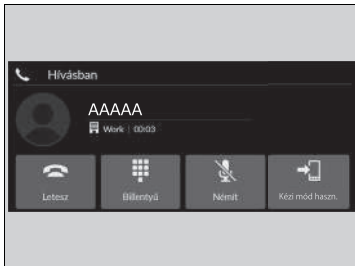 Hívásban
AAAAA
Work | 00:03
Letesz
Billentyű
Némít
Kézi mód haszn.